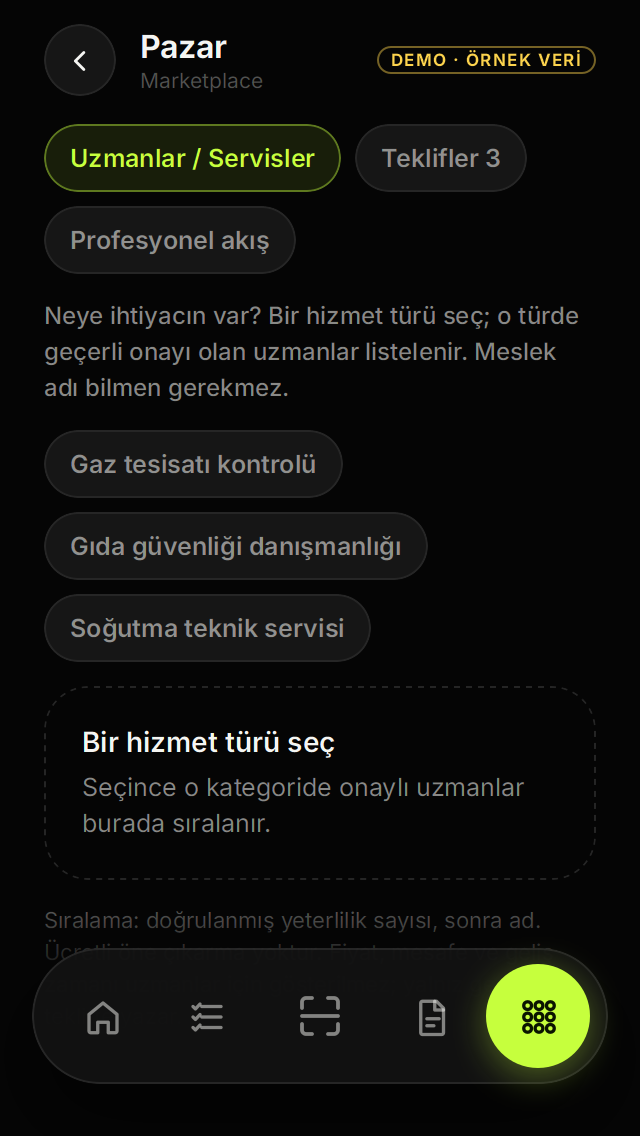 Pazar
Marketplace
DEMO · ÖRNEK VERİ
Uzmanlar / Servisler
Teklifler 3
Profesyonel akış
Neye ihtiyacın var? Bir hizmet türü seç; o türde
geçerli onayı olan uzmanlar listelenir. Meslek
adı bilmen gerekmez.
Gaz tesisatı kontrolü
Gıda güvenliği danışmanlığı
Soğutma teknik servisi
Bir hizmet türü seç
Seçince o kategoride onaylı uzmanlar
burada sıralanır.
Sıralama: doğrulanmış yeterlilik sayısı, sonra ad.